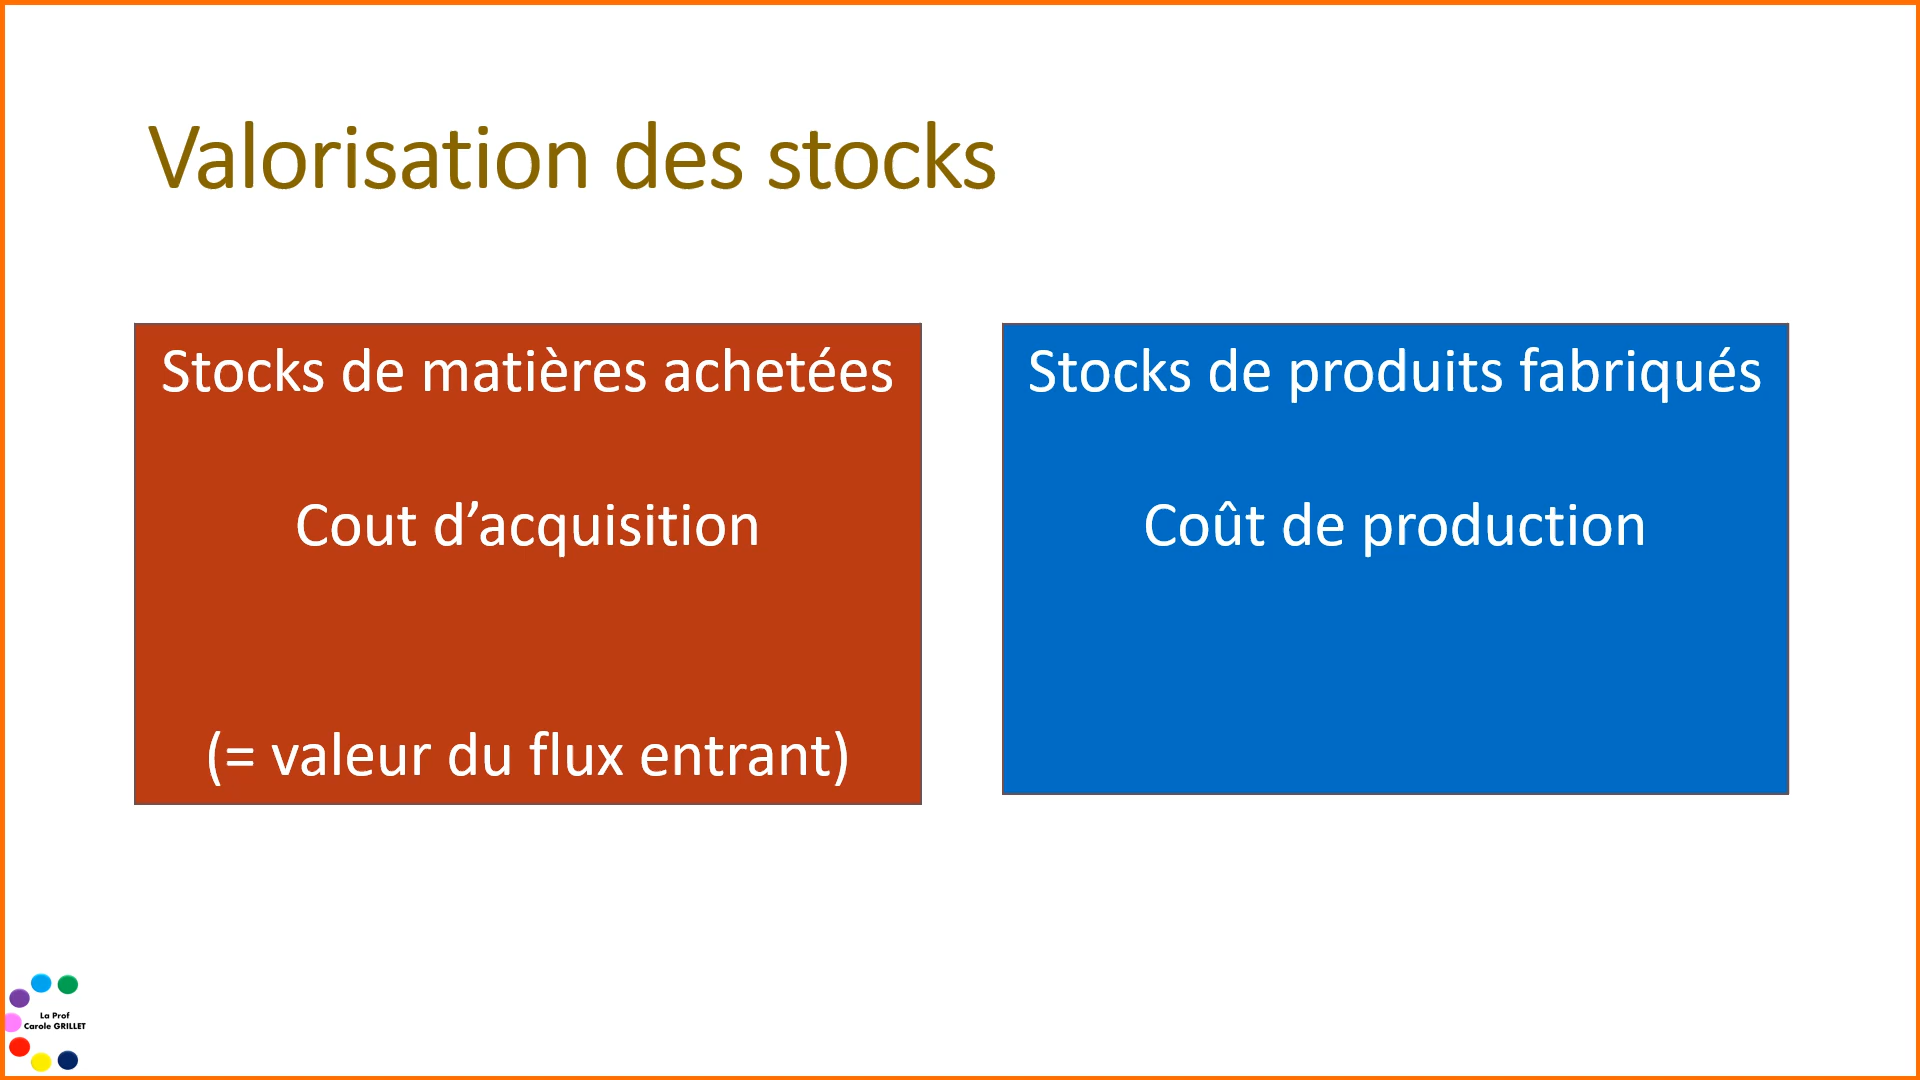 Valorisation des stocks
Stocks de matières achetées
Cout d’acquisition
(= valeur du flux entrant)
Stocks de produits fabriqués
Coût de production
La Prof
Carole GRILLET